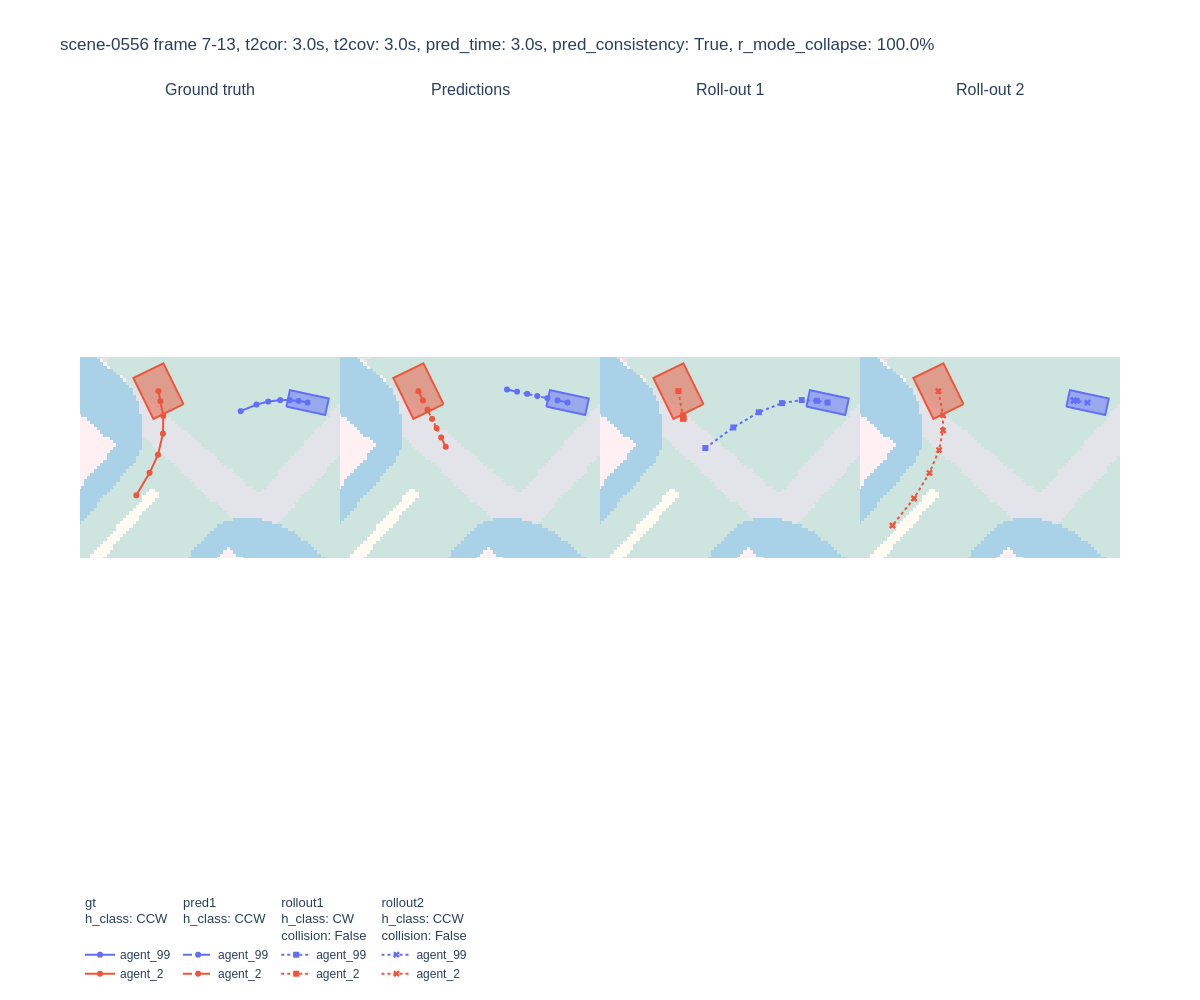 scene-0556 frame 7-13, t2cor: 3.0s, t2cov: 3.0s, pred_time: 3.0s, pred_consistency: True, r_mode_collapse: 100.0%
Ground truth
Predictions
Roll-out 1
Roll-out 2
gt
h_class: CCW
agent_99
agent_2
pred1
h_class: CCW
agent_99
agent_2
rollout1
h_class: CW
collision: False
agent_99
agent_2
rollout2
h_class: CCW
collision: False
agent_99
agent_2